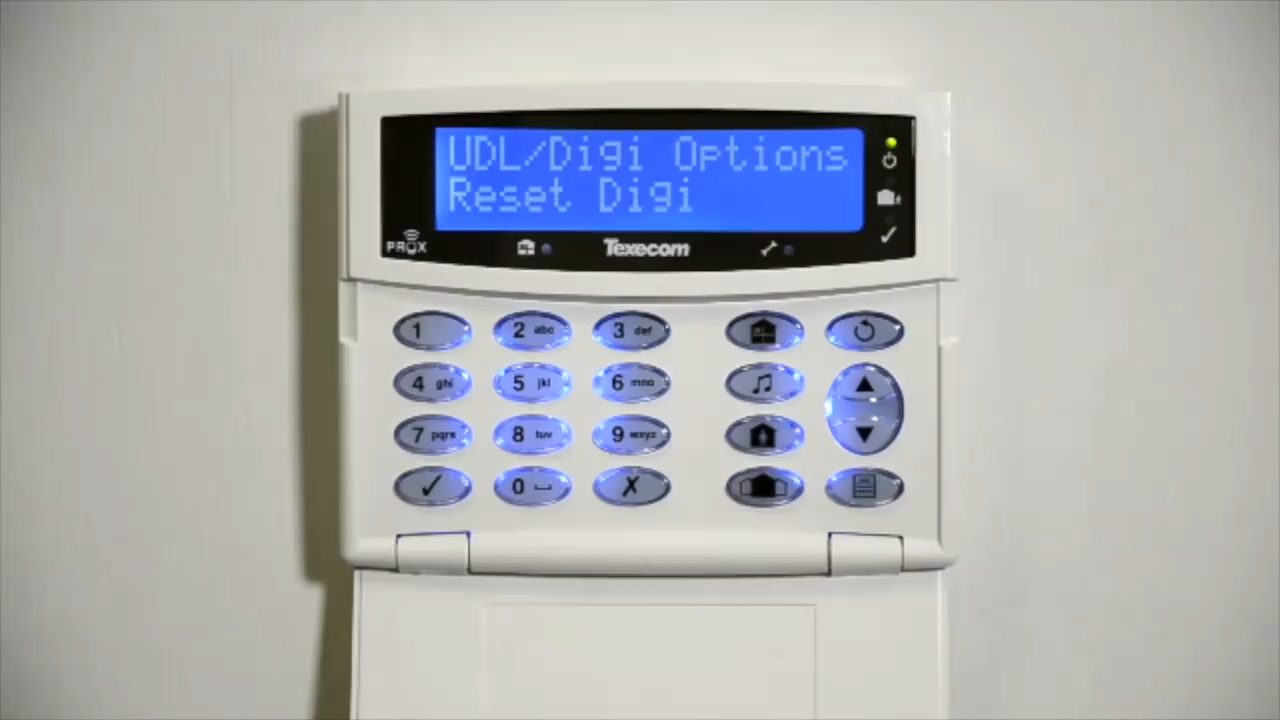 UDL/Digi Options
Reset Digi
PROX
Texecom
1
2 abc
3 def
4 ghi
5 jkl
6 mno
7 pqrs
8 tuv
9 wxyz
0